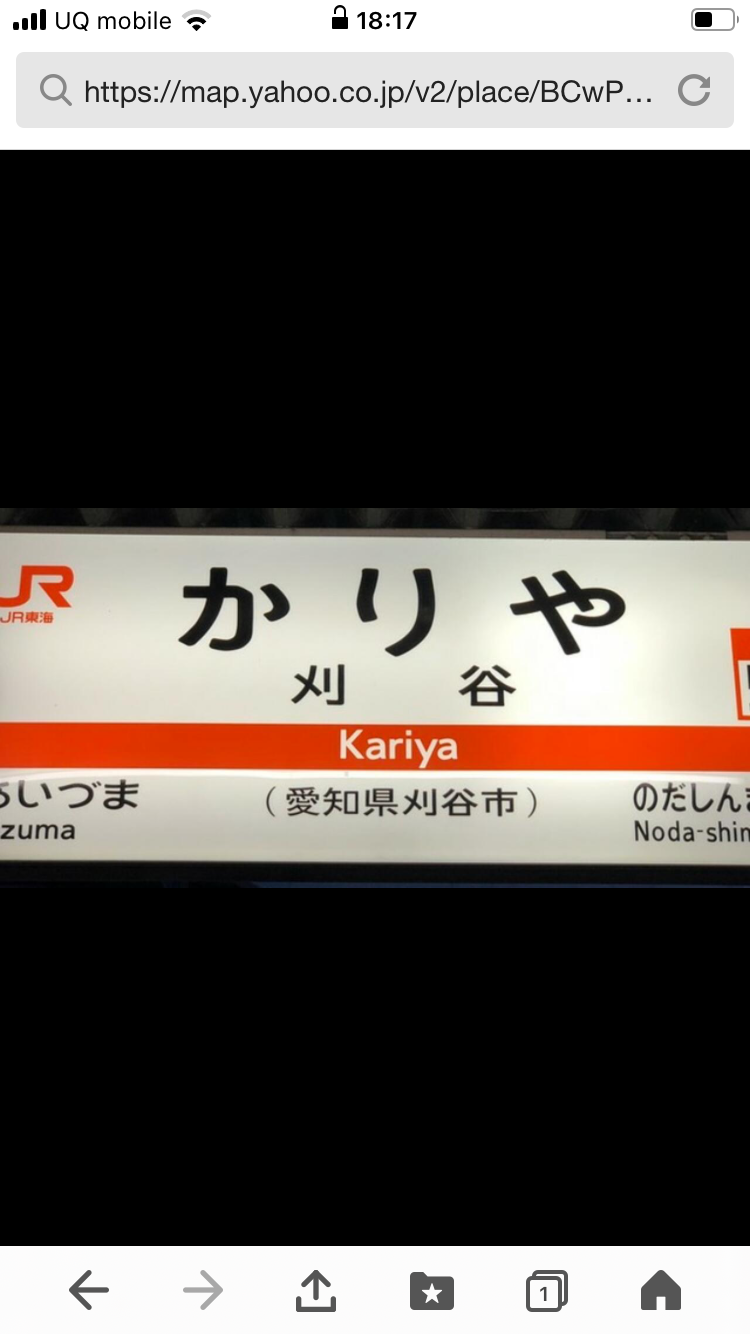 UQ mobile 18:17
https://map.yahoo.co.jp/v2/place/BCwP…
JR
JR東海
かりや
刈谷
Kariya
いづま
(愛知県刈谷市)
のだしん
zuma
Noda-shin
1